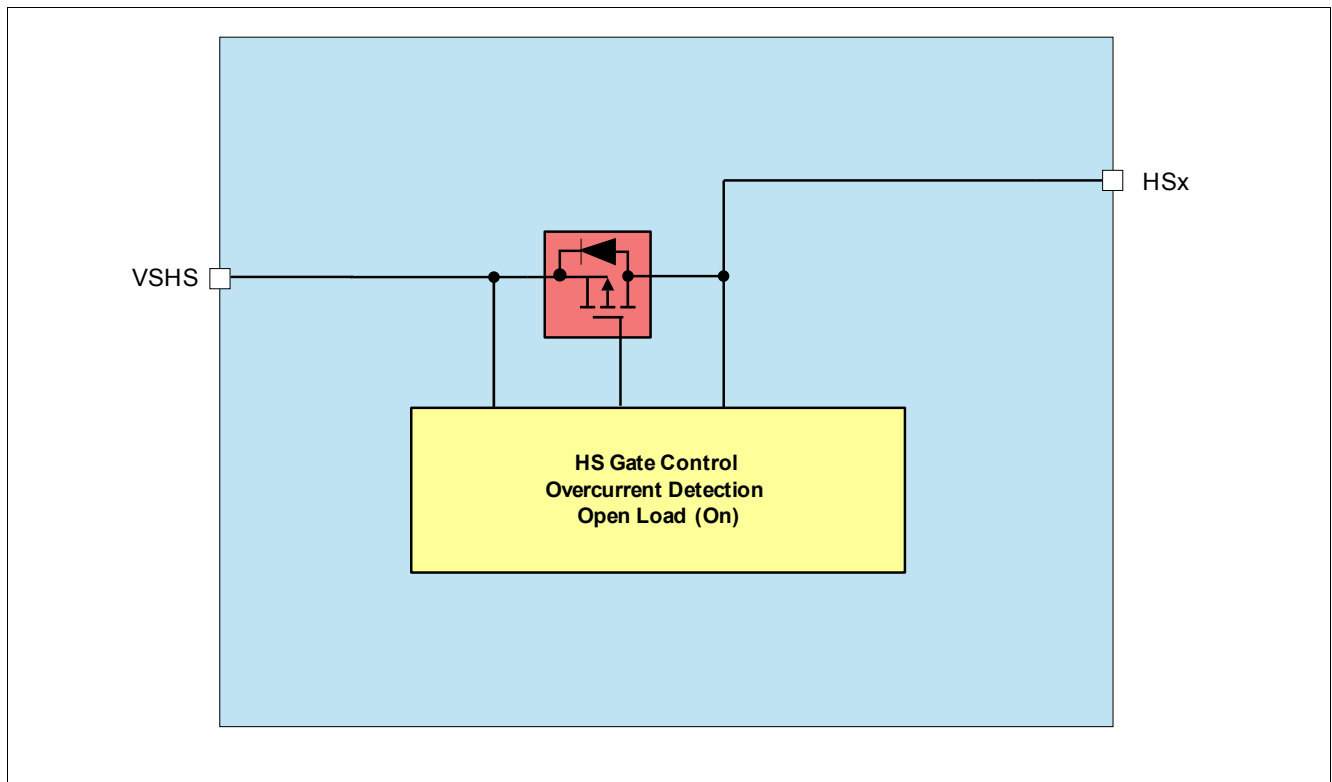 HSx
VSHS
HS Gate Control
Overcurrent Detection
Open Load (On)